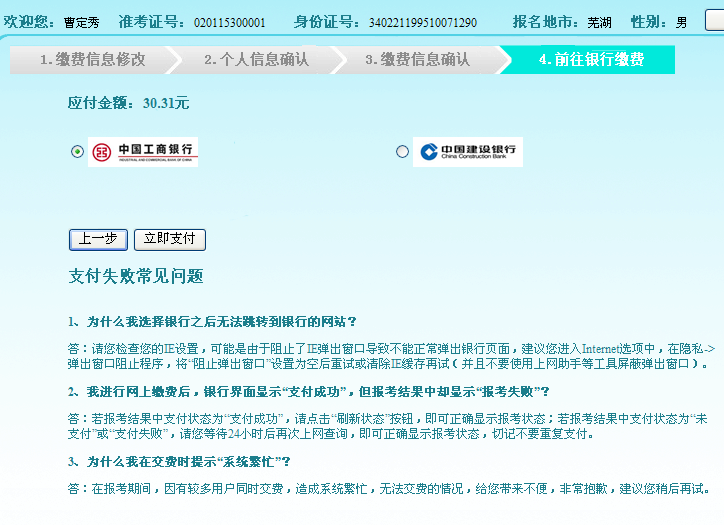 欢迎您：曹定秀 准考证号：020115300001 身份证号：340221199510071290 报名地市：芜湖 性别：男
1.缴费信息修改 2.个人信息确认 3.缴费信息确认 4.前往银行缴费
应付金额：30.31元
中国工商银行 中国建设银行
INDUSTRIAL AND COMMERCIAL BANK OF CHINA China Construction Bank
上一步 立即支付
支付失败常见问题
1、为什么我选择银行之后无法跳转到银行的网站？
答：请您检查您的IE设置，可能是由于阻止了IE弹出窗口导致不能正常弹出银行页面，建议您进入Internet选项中，在隐私->
弹出窗口阻止程序，将“阻止弹出窗口”设置为空后重试或清除IE缓存再试（并且不要使用上网助手等工具屏蔽弹出窗口）。
2、我进行网上缴费后，银行界面显示“支付成功”，但报考结果中却显示“报考失败”？
答：若报考结果中支付状态为“支付成功”，请点击“刷新状态”按钮，即可正确显示报考状态；若报考结果中支付状态为“未
支付”或“支付失败”，请您等待24小时后再次上网查询，即可正确显示报考状态，切记不要重复支付。
3、为什么我在交费时提示“系统繁忙”？
答：在报考期间，因有较多用户同时交费，造成系统繁忙，无法交费的情况，给您带来不便，非常抱歉，建议您稍后再试。